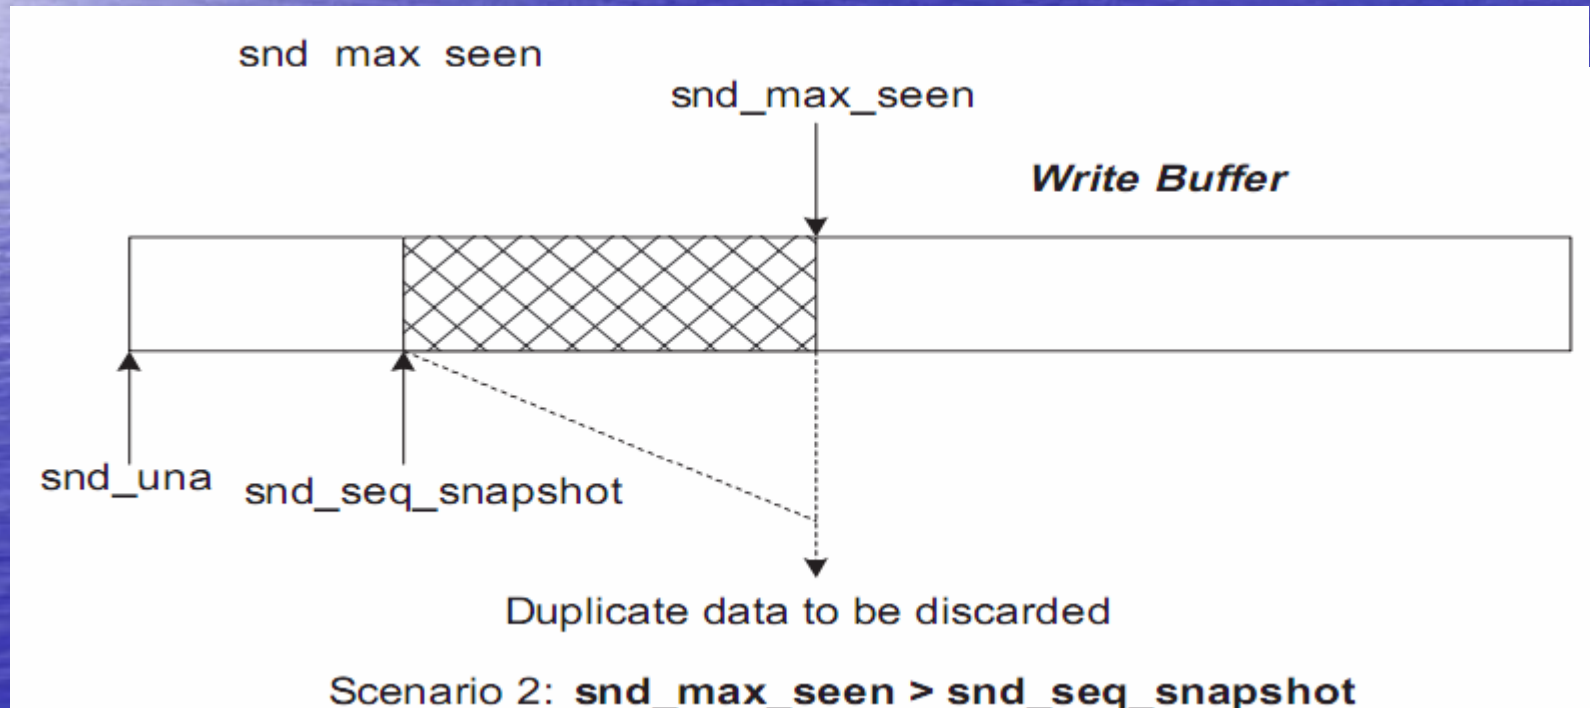 snd max seen
snd_max_seen
Write Buffer
snd_una
snd_seq_snapshot
Duplicate data to be discarded
Scenario 2: snd_max_seen > snd_seq_snapshot